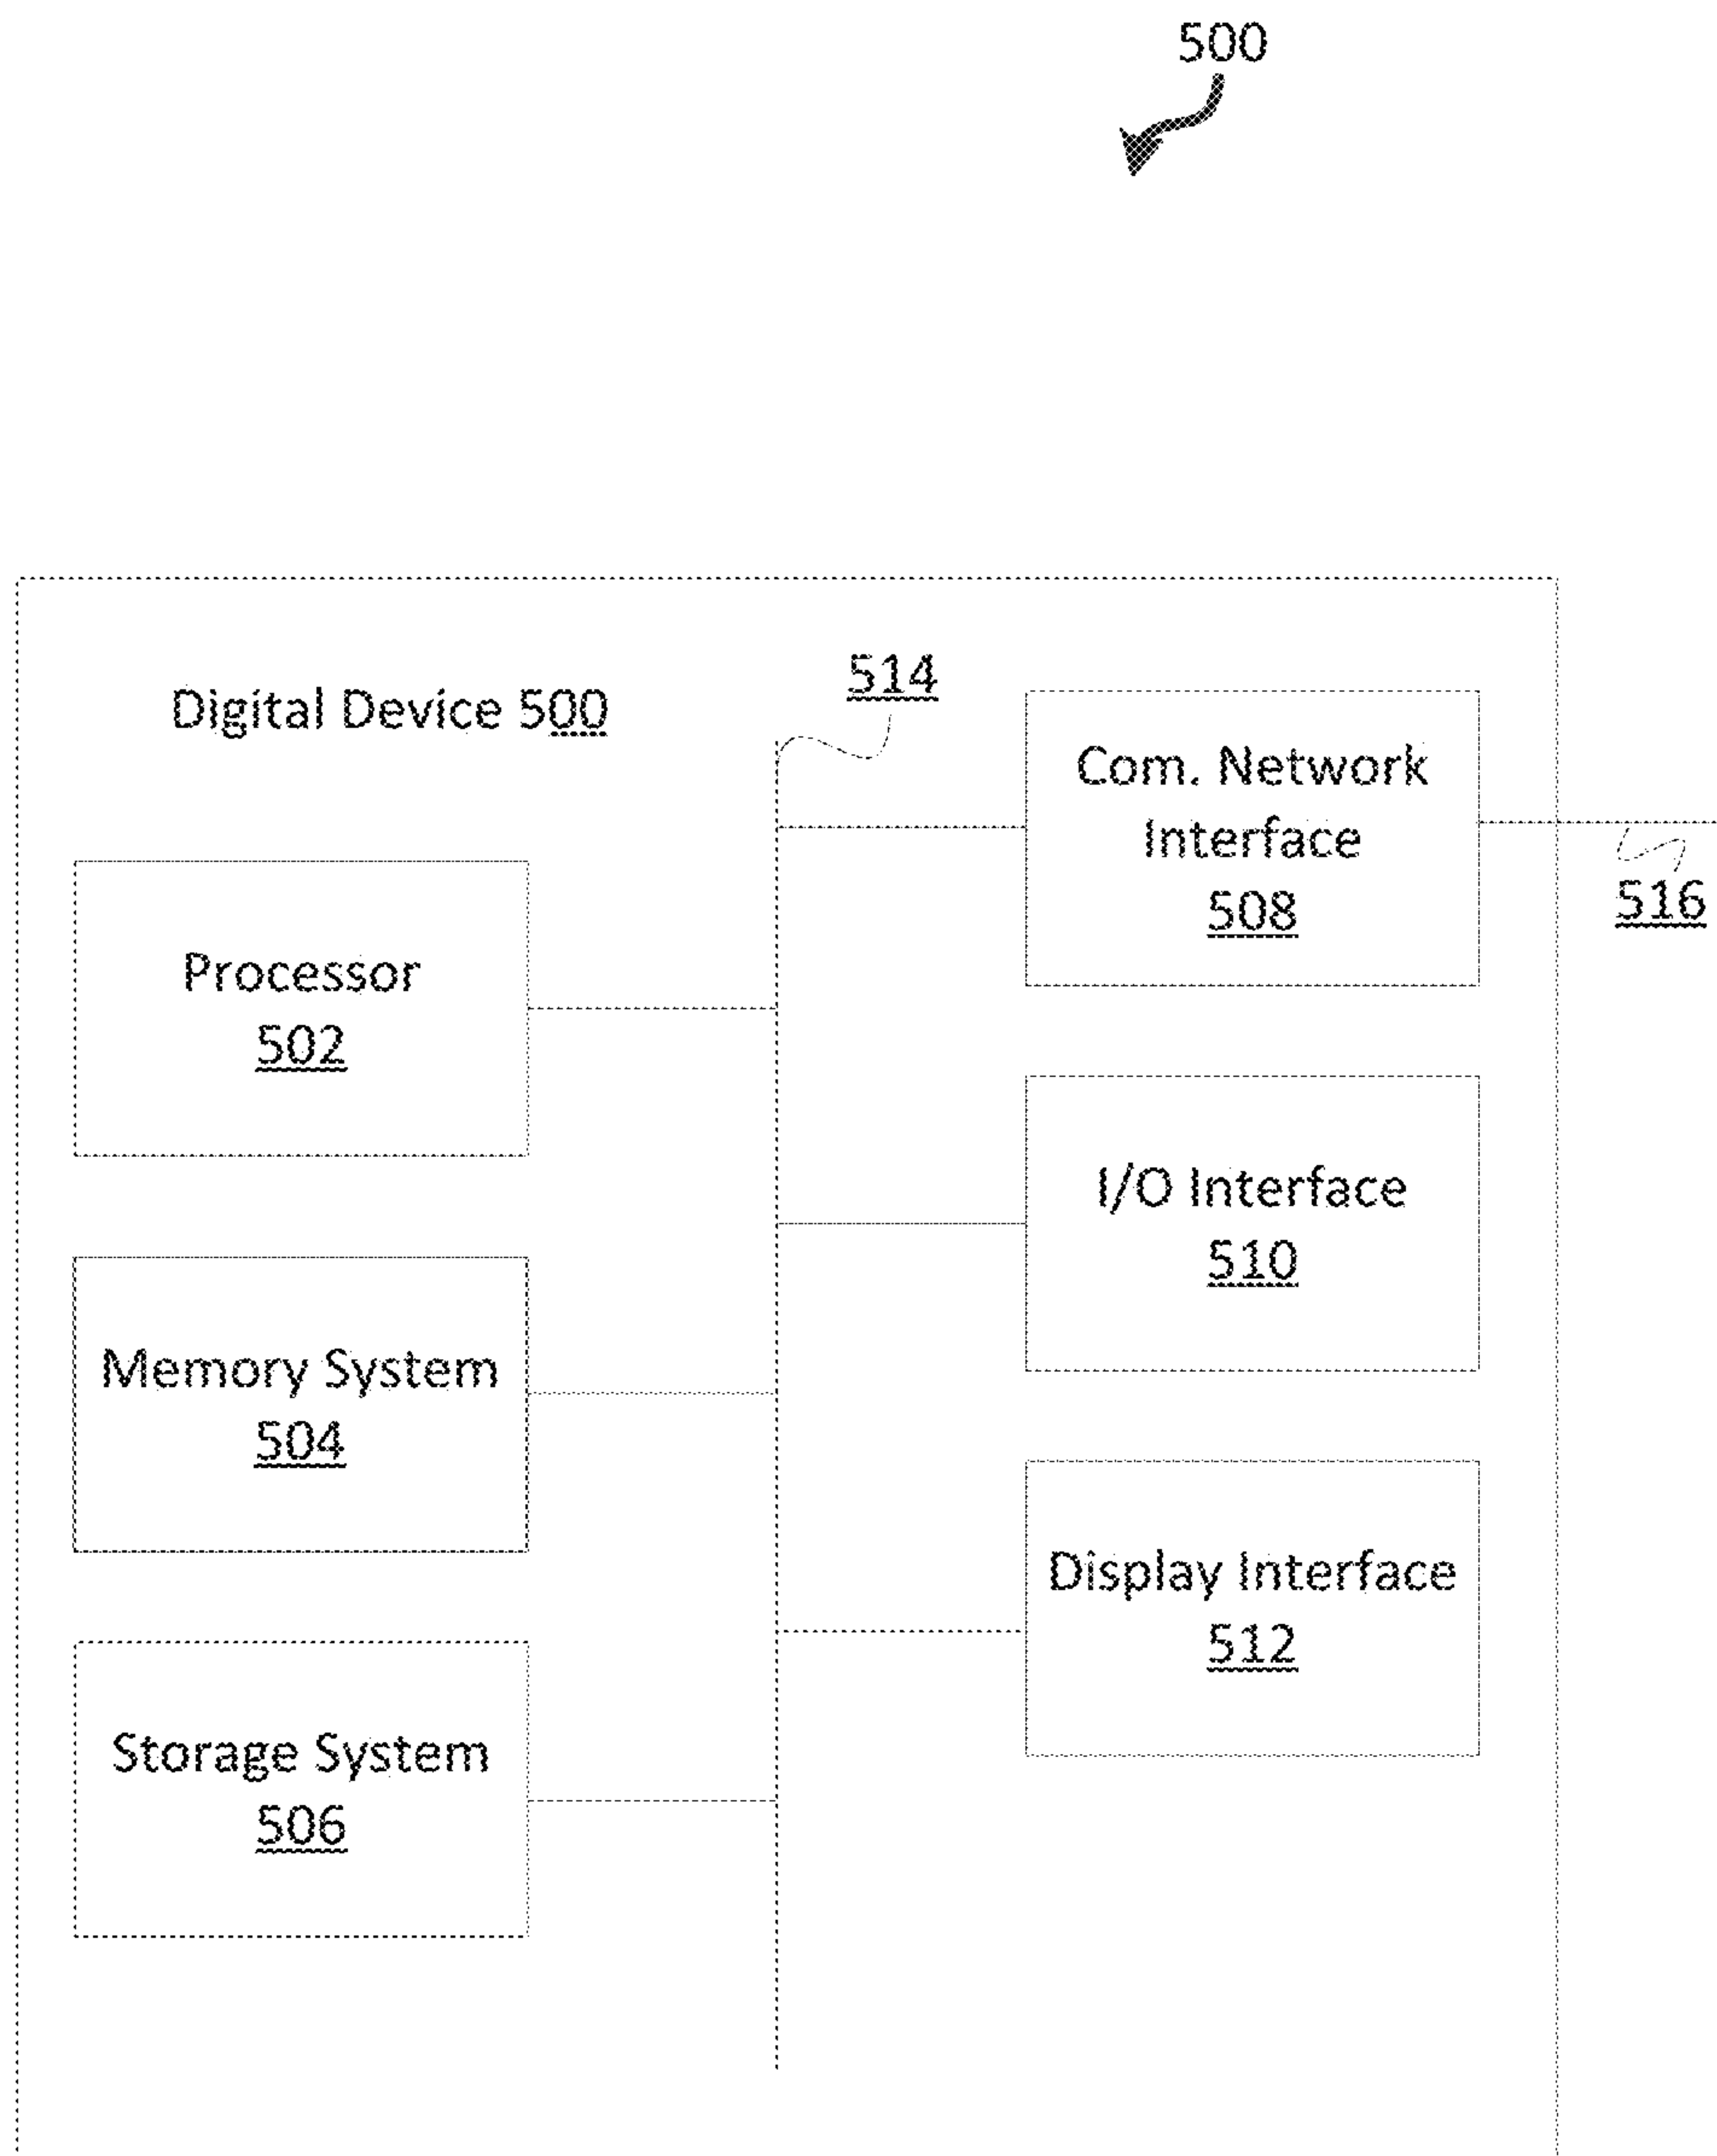 500
Digital Device 500
514
Com. Network
Interface
508
516
Processor
502
I/O Interface
510
Memory System
504
Display Interface
512
Storage System
506